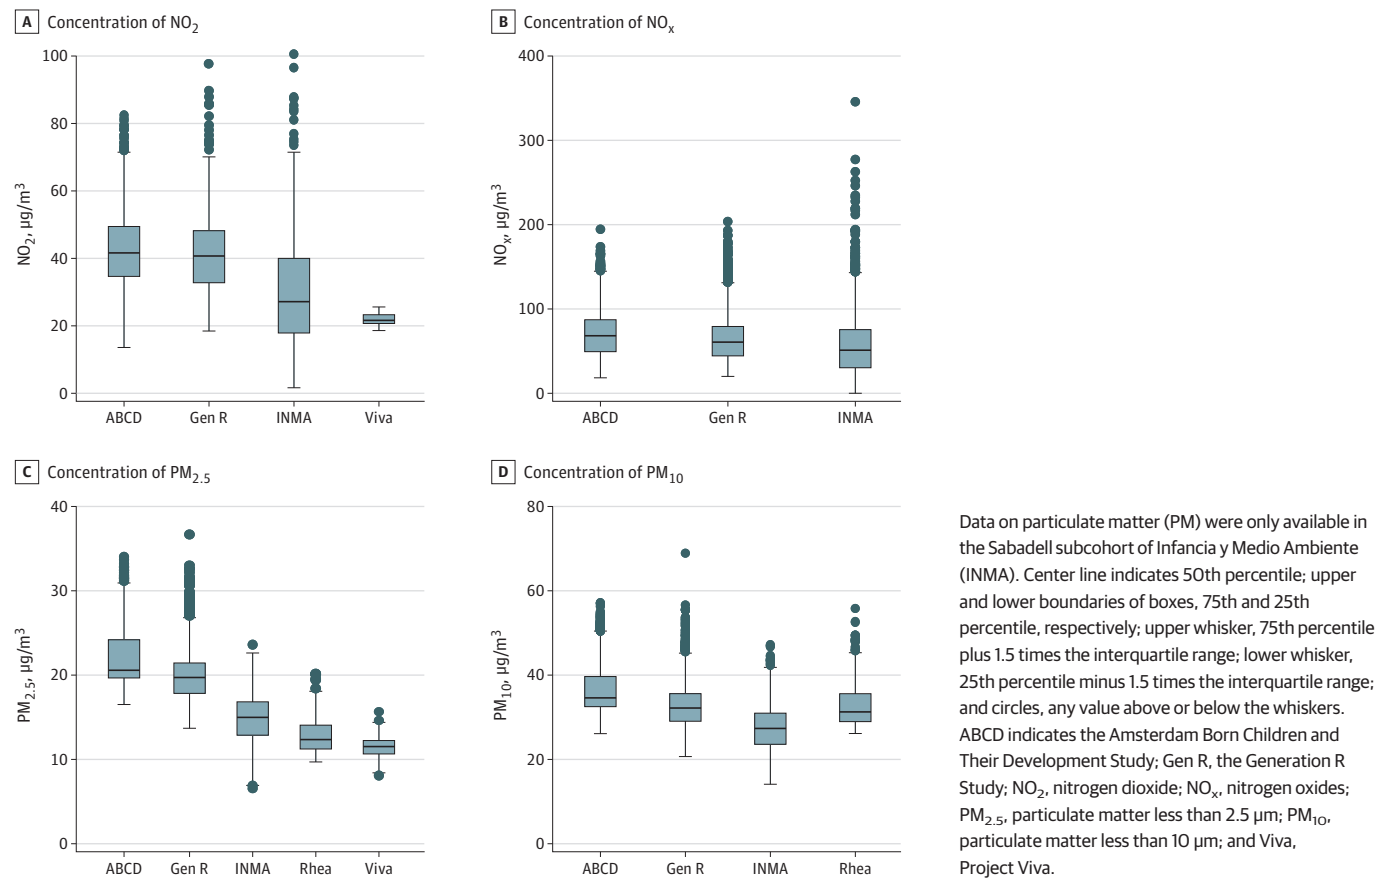 A Concentration of NO2
100
80
60
40
20
0
NO2, µg/m3
ABCD Gen R INMA Viva
B Concentration of NOx
400
300
200
100
0
NOx, µg/m3
ABCD Gen R INMA
C Concentration of PM2.5
40
30
20
10
0
PM2.5, µg/m3
ABCD Gen R INMA Rhea Viva
D Concentration of PM10
80
60
40
20
0
PM10, µg/m3
ABCD Gen R INMA Rhea
Data on particulate matter (PM) were only available in
the Sabadell subcohort of Infancia y Medio Ambiente
(INMA). Center line indicates 50th percentile; upper
and lower boundaries of boxes, 75th and 25th
percentile, respectively; upper whisker, 75th percentile
plus 1.5 times the interquartile range; lower whisker,
25th percentile minus 1.5 times the interquartile range;
and circles, any value above or below the whiskers.
ABCD indicates the Amsterdam Born Children and
Their Development Study; Gen R, the Generation R
Study; NO2, nitrogen dioxide; NOx, nitrogen oxides;
PM2.5, particulate matter less than 2.5 µm; PM10,
particulate matter less than 10 µm; and Viva,
Project Viva.